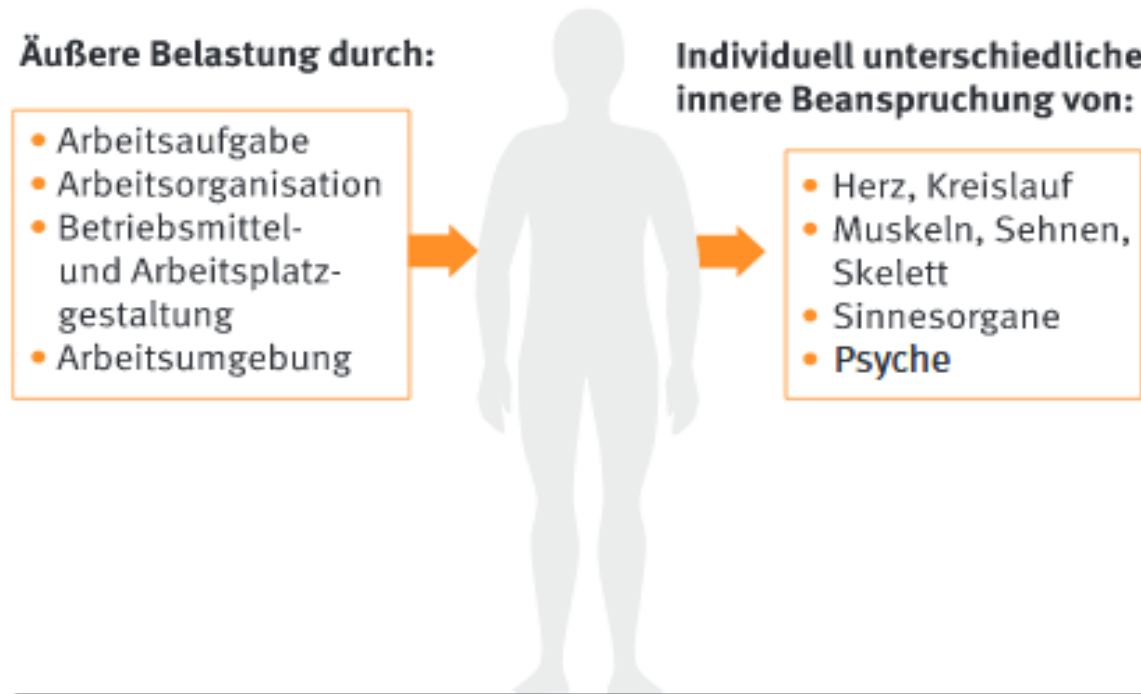 Äußere Belastung durch:
• Arbeitsaufgabe
• Arbeitsorganisation
• Betriebsmittel-
und Arbeitsplatz-
gestaltung
• Arbeitsumgebung
Individuell unterschiedliche
innere Beanspruchung von:
• Herz, Kreislauf
• Muskeln, Sehnen,
Skelett
• Sinnesorgane
• Psyche